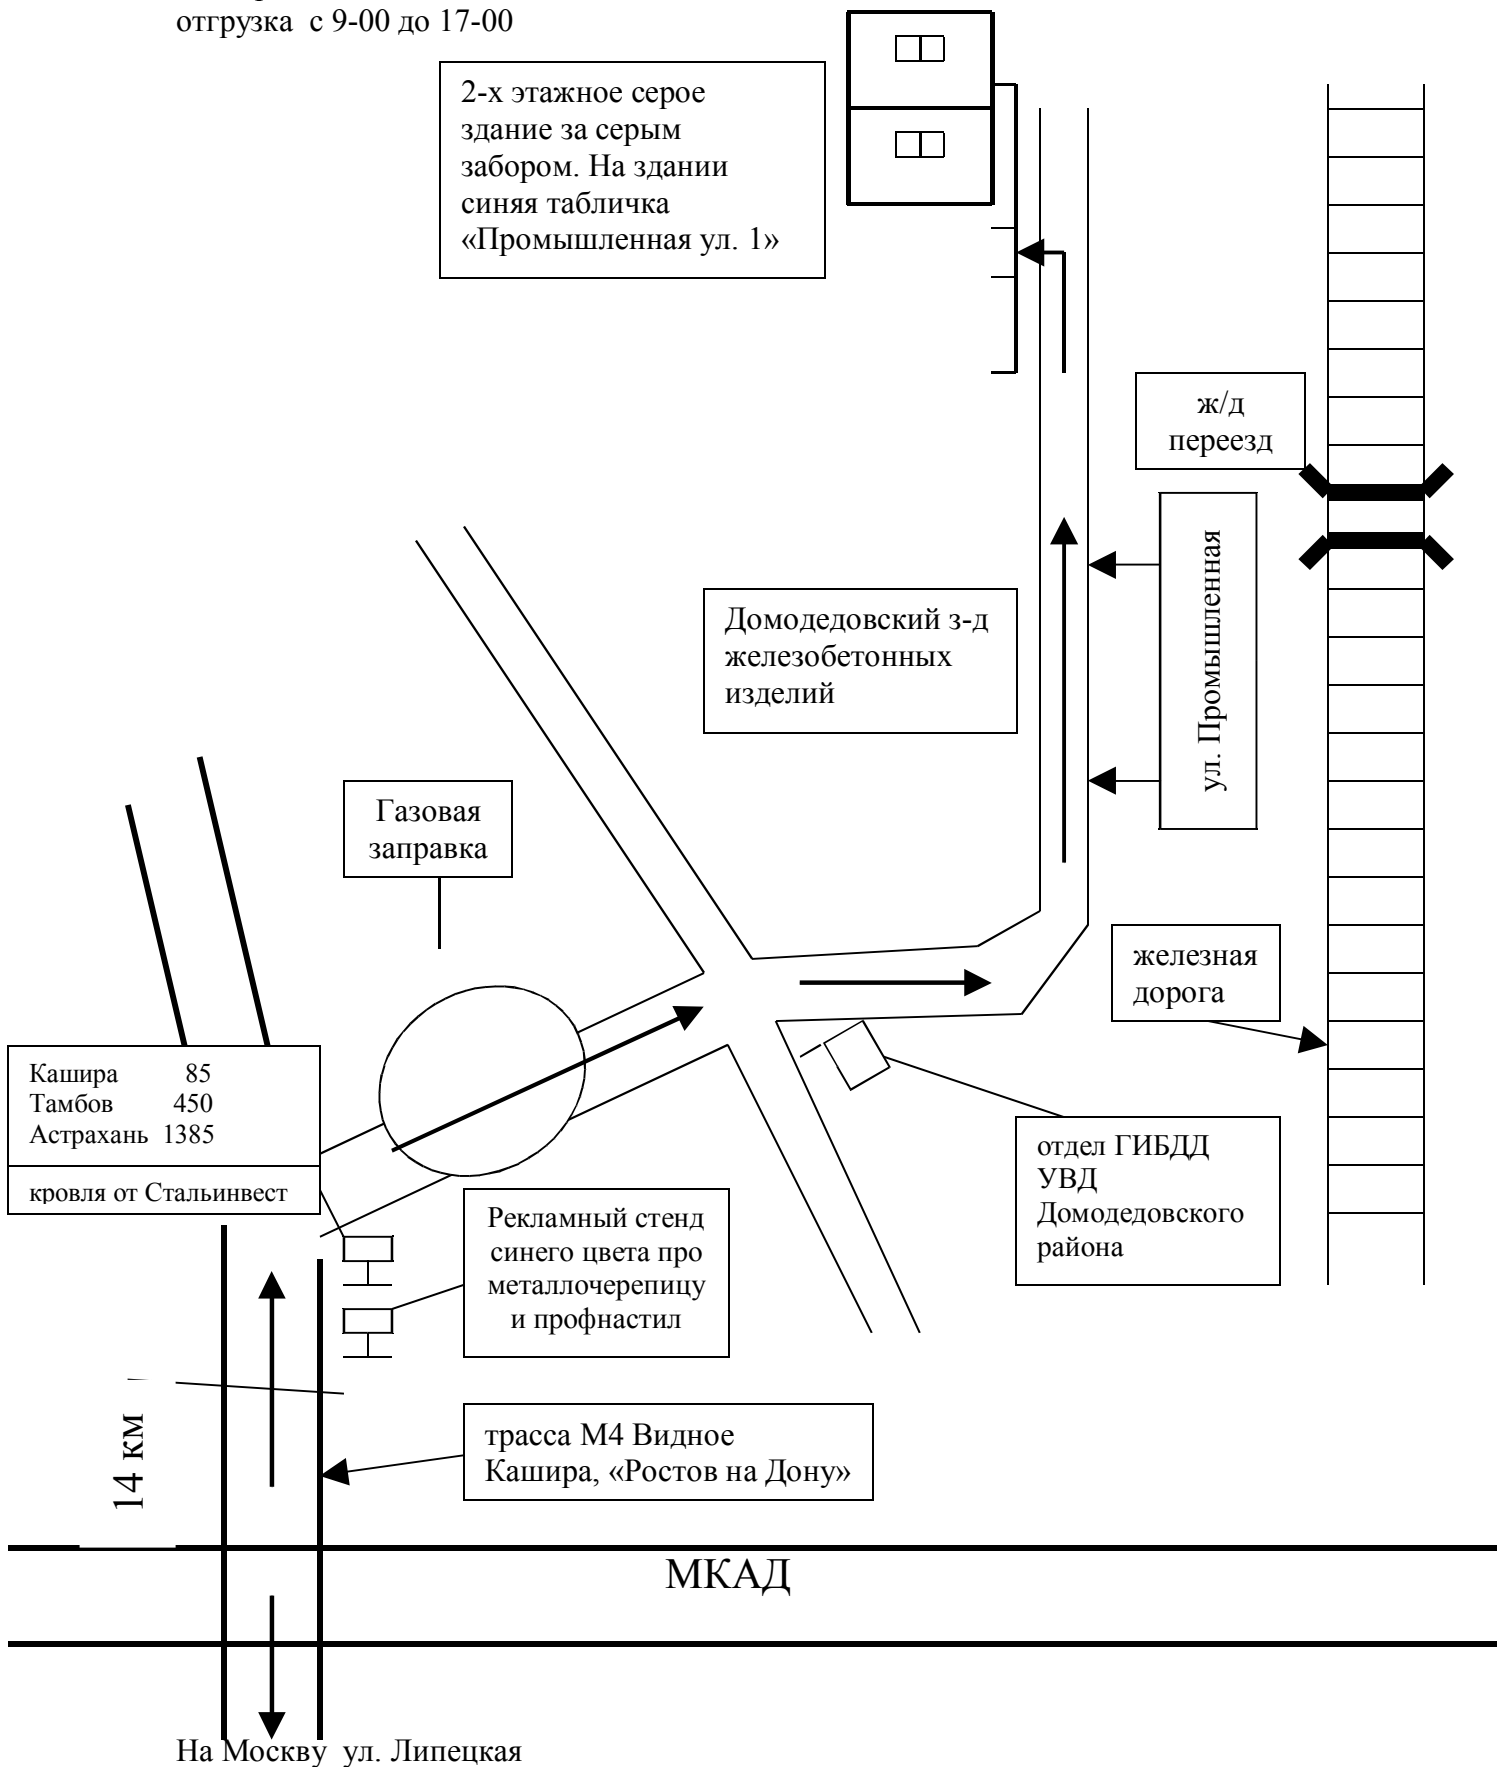 отгрузка с 9-00 до 17-00
2-х этажное серое
здание за серым
забором. На здании
синяя табличка
«Промышленная ул. 1»
ж/д
переезд
ул. Промышленная
Домодедовский з-д
железобетонных
изделий
Газовая
заправка
железная
дорога
Кашира 85
Тамбов 450
Астрахань 1385
кровля от Стальинвест
отдел ГИБДД
УВД
Домодедовского
района
Рекламный стенд
синего цвета про
металлочерепицу
и профнастил
14 км
трасса М4 Видное
Кашира, «Ростов на Дону»
МКАД
На Москву ул. Липецкая